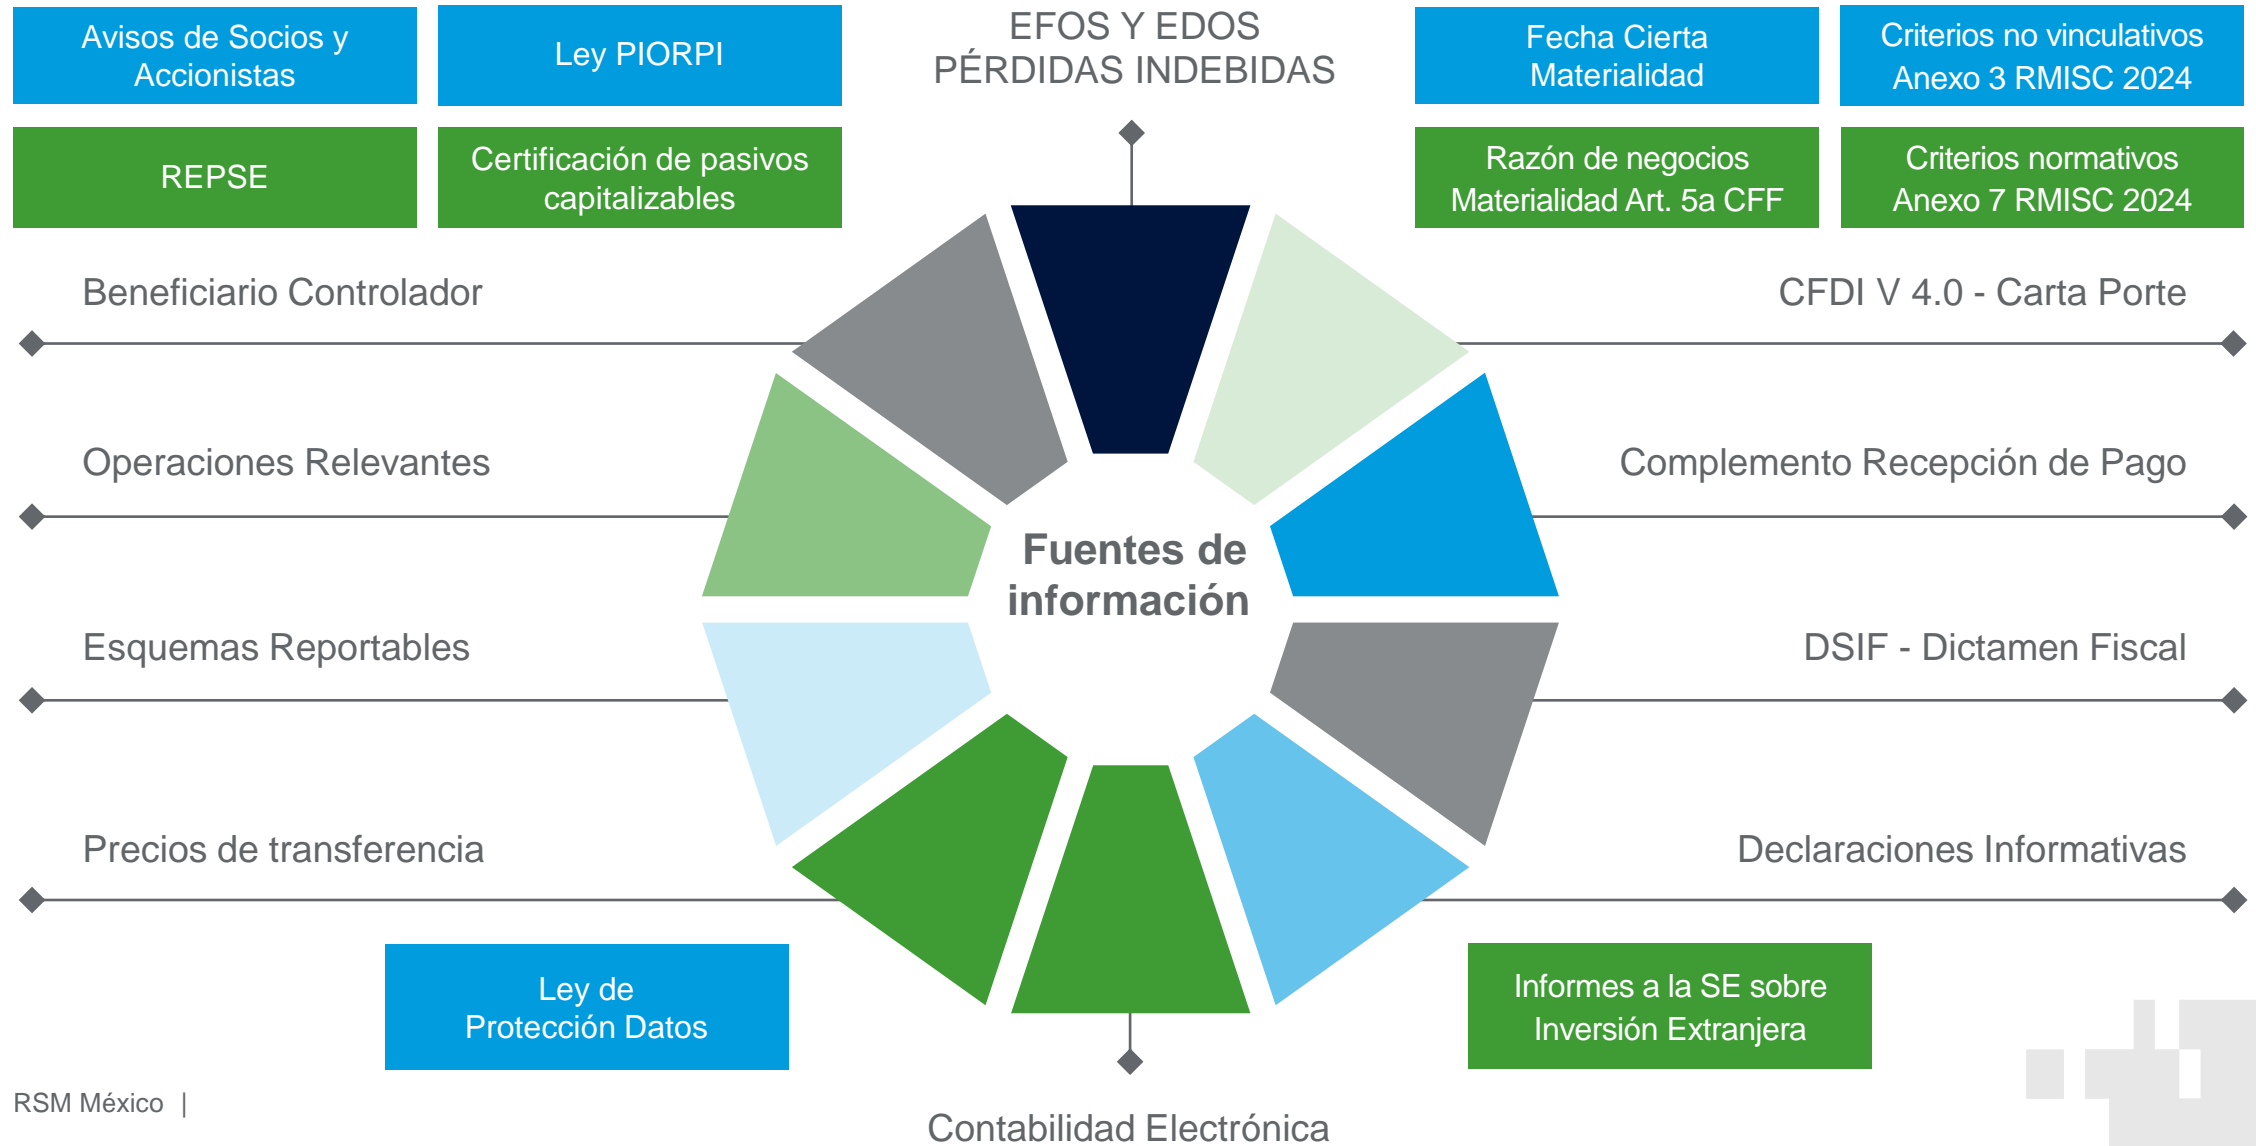 Avisos de Socios y
Accionistas
Ley PIORPI
EFOS Y EDOS
PÉRDIDAS INDEBIDAS
Fecha Cierta
Materialidad
Criterios no vinculativos
Anexo 3 RMISC 2024
REPSE
Certificación de pasivos
capitalizables
Razón de negocios
Materialidad Art. 5a CFF
Criterios normativos
Anexo 7 RMISC 2024
Beneficiario Controlador
CFDI V 4.0 - Carta Porte
Operaciones Relevantes
Complemento Recepción de Pago
Fuentes de
información
Esquemas Reportables
DSIF - Dictamen Fiscal
Precios de transferencia
Declaraciones Informativas
Ley de
Protección Datos
Informes a la SE sobre
Inversión Extranjera
RSM México |
Contabilidad Electrónica